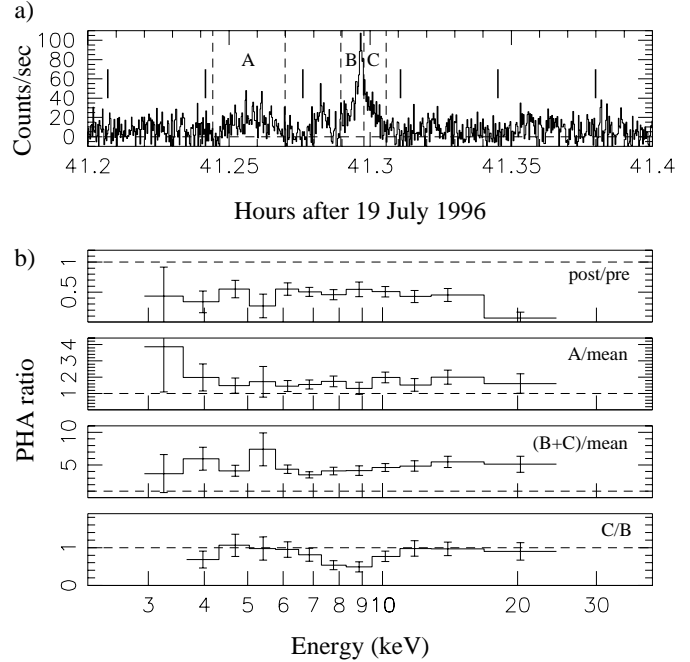 a)
100
80
60
40
20
0
Counts/sec
A
B
C
41.2
41.25
41.3
41.35
41.4
Hours after 19 July 1996
b)
PHA ratio
1
0.5
post/pre
4
3
2
1
A/mean
10
5
(B+C)/mean
1
0
C/B
3 4 5 6 7 8 9 10 20 30
Energy (keV)